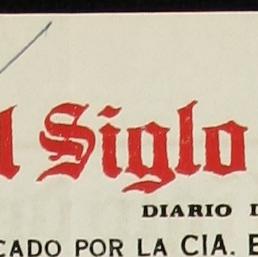 l Siglo
DIARIO D
CADO POR LA CIA. E